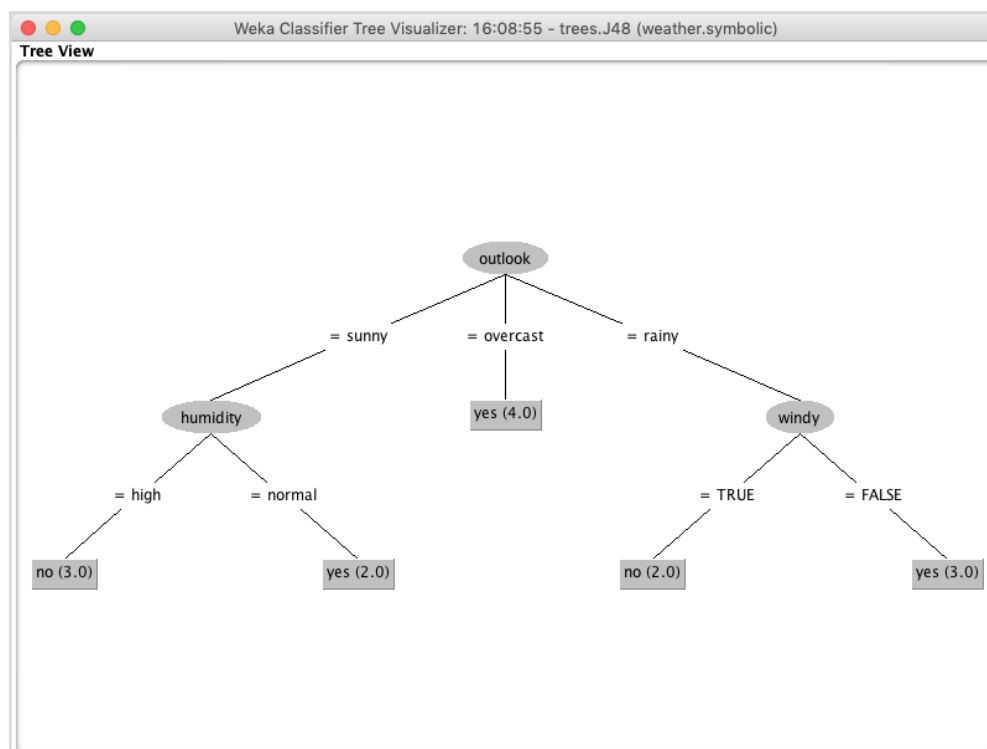 Weka Classifier Tree Visualizer: 16:08:55 - trees.J48 (weather.symbolic)
Tree View
outlook
= sunny = overcast = rainy
humidity yes (4.0) windy
= high = normal = TRUE = FALSE
no (3.0) yes (2.0) no (2.0) yes (3.0)